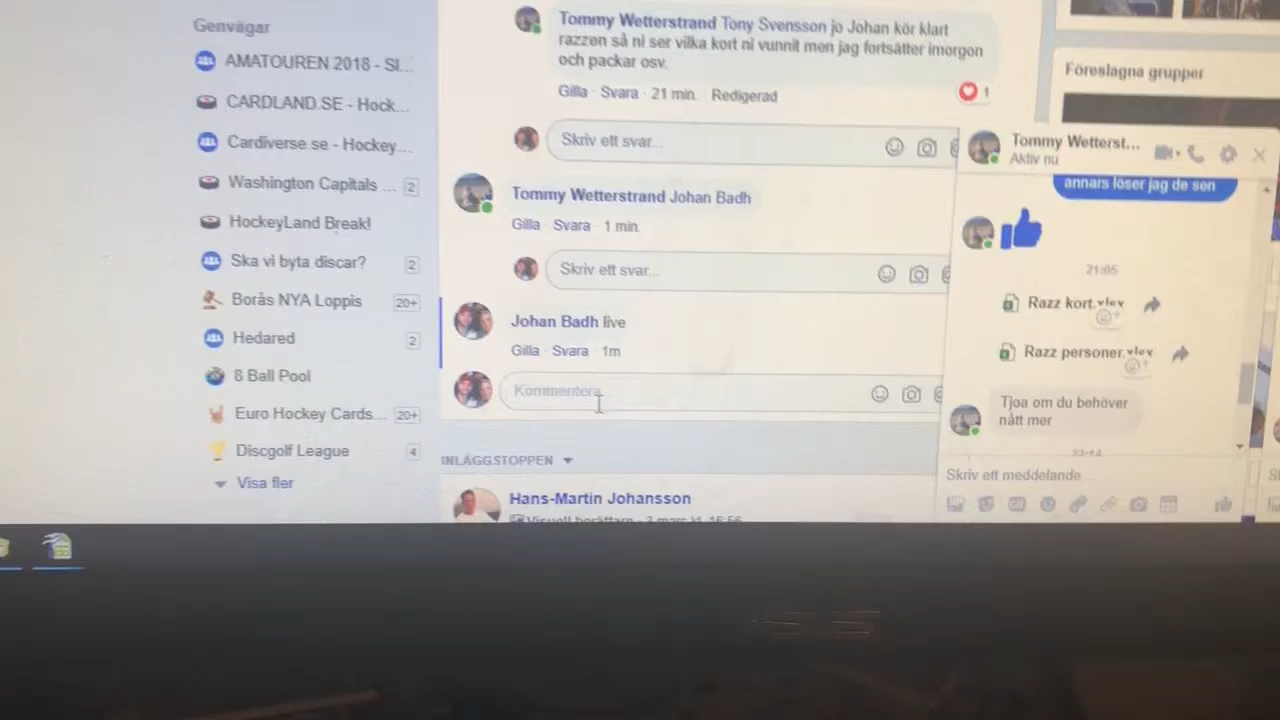 Genvägar
AMATOUREN 2018 - Sl...
CARDLAND.SE - Hock...
Cardiverse.se - Hockey...
Washington Capitals ... 2
HockeyLand Break!
Ska vi byta discar? 2
Borås NYA Loppis 20+
Hedared 2
8 Ball Pool
Euro Hockey Cards... 20+
Discgolf League 4
Visa fler
Tommy Wetterstrand Tony Svensson jo Johan kör klart
razzen så ni ser vilka kort ni vunnit men jag fortsätter imorgon
och packar osv.
Gilla · Svara · 21 min. Redigerad
1
Skriv ett svar...
Tommy Wetterstrand Johan Badh
Gilla Svara · 1 min.
Skriv ett svar...
Johan Badh live
Gilla · Svara · 1m
Kommentera
INLÄGGSTOPPEN
Hans-Martin Johansson
Visuell berättare
Föreslagna grupper
Tommy Wetterst...
Aktiv nu
annars löser jag de sen
Razz kort
Razz personer
Tjoa om du behöver
nått mer
Skriv ett meddelande